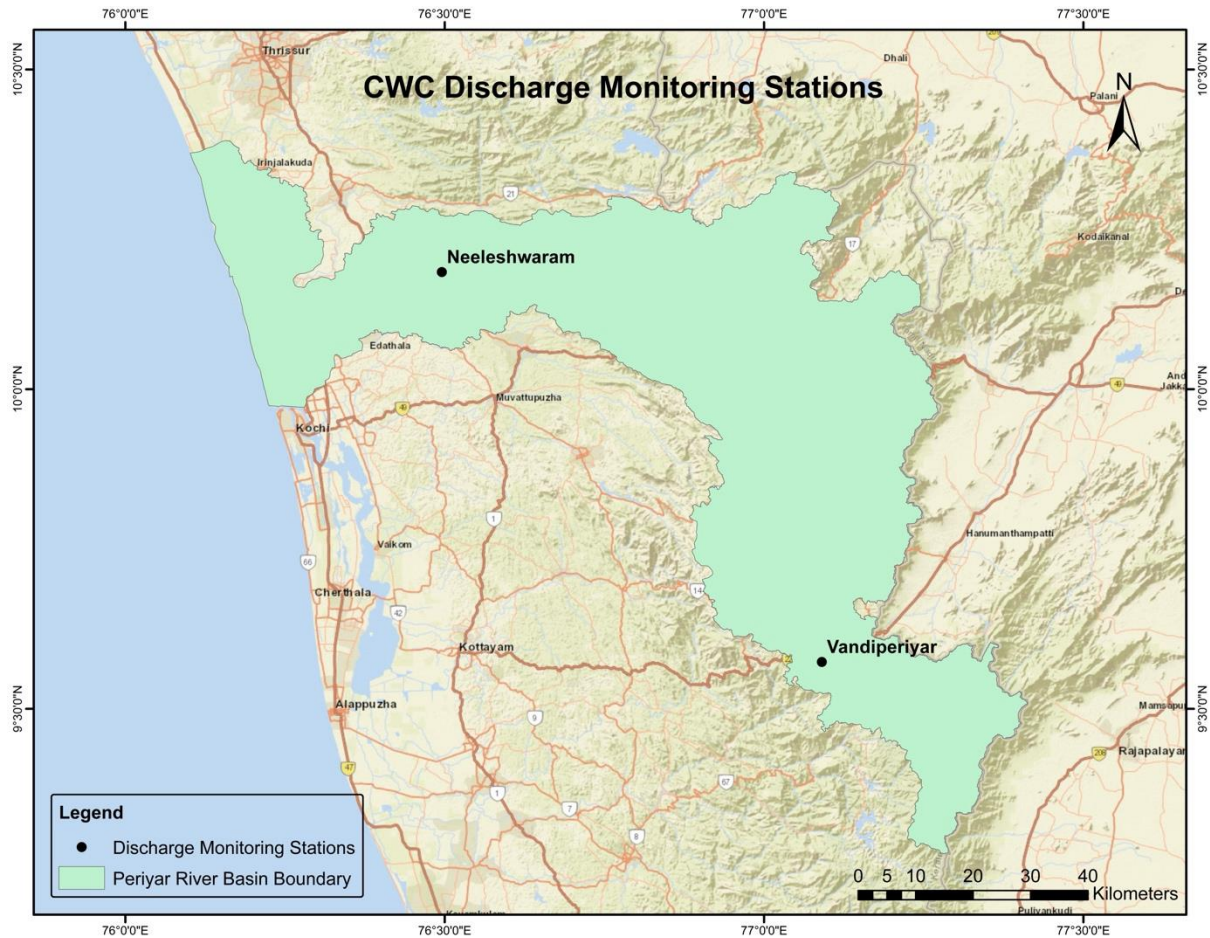 76°0'0"E
76°30'0"E
77°0'0"E
77°30'0"E
10°30'0"N
10°30'0"N
Thrissur
Dhali
CWC Discharge Monitoring Stations
N
Palani
Irinjalakuda
21
Kodaikanal
17
Neeleshwaram
Edathala
10°0'0"N
10°0'0"N
49
Muvattupuzha
49
Kochi
1
Hanumanthampatti
Vaikom
66
Cherthala
42
14
Kottayam
Vandiperiyar
9°30'0"N
9°30'0"N
Alappuzha
9
Mamsapur
Rajapalayar
208
47
67
1
7
8
Legend
Discharge Monitoring Stations
Periyar River Basin Boundary
0 5 10 20 30 40
Kilometers
Puliyankudi
76°0'0"E
76°30'0"E
77°0'0"E
77°30'0"E